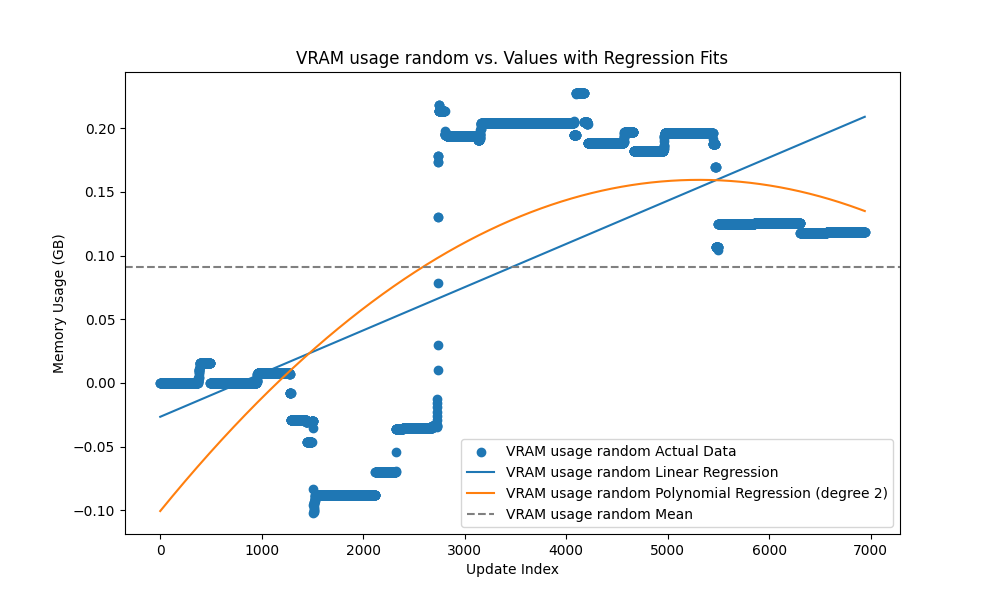 VRAM usage random vs. Values with Regression Fits
0.20
0.15
0.10
0.05
0.00
−0.05
−0.10
Memory Usage (GB)
VRAM usage random Actual Data
VRAM usage random Linear Regression
VRAM usage random Polynomial Regression (degree 2)
VRAM usage random Mean
0 1000 2000 3000 4000 5000 6000 7000
Update Index